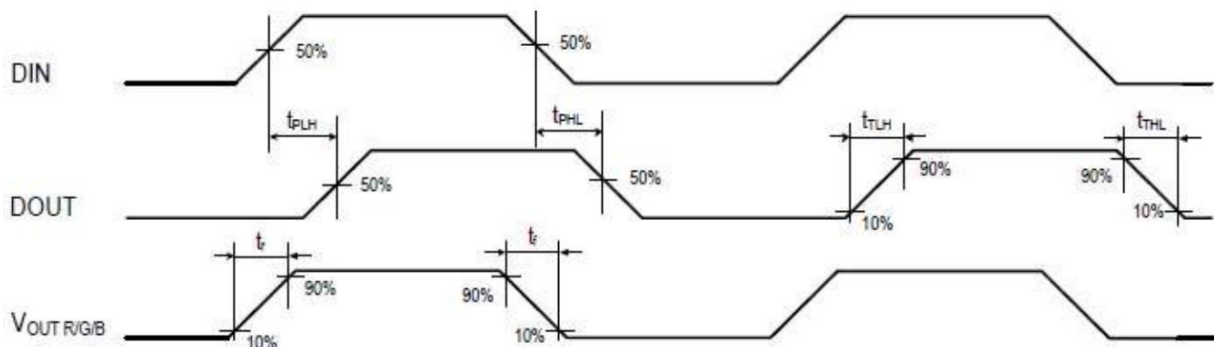 50%
50%
DIN
tPLH
tPHL
tTLH
tTHL
50%
50%
90%
90%
DOUT
10%
10%
tr
tf
90%
90%
VOUT R/G/B
10%
10%